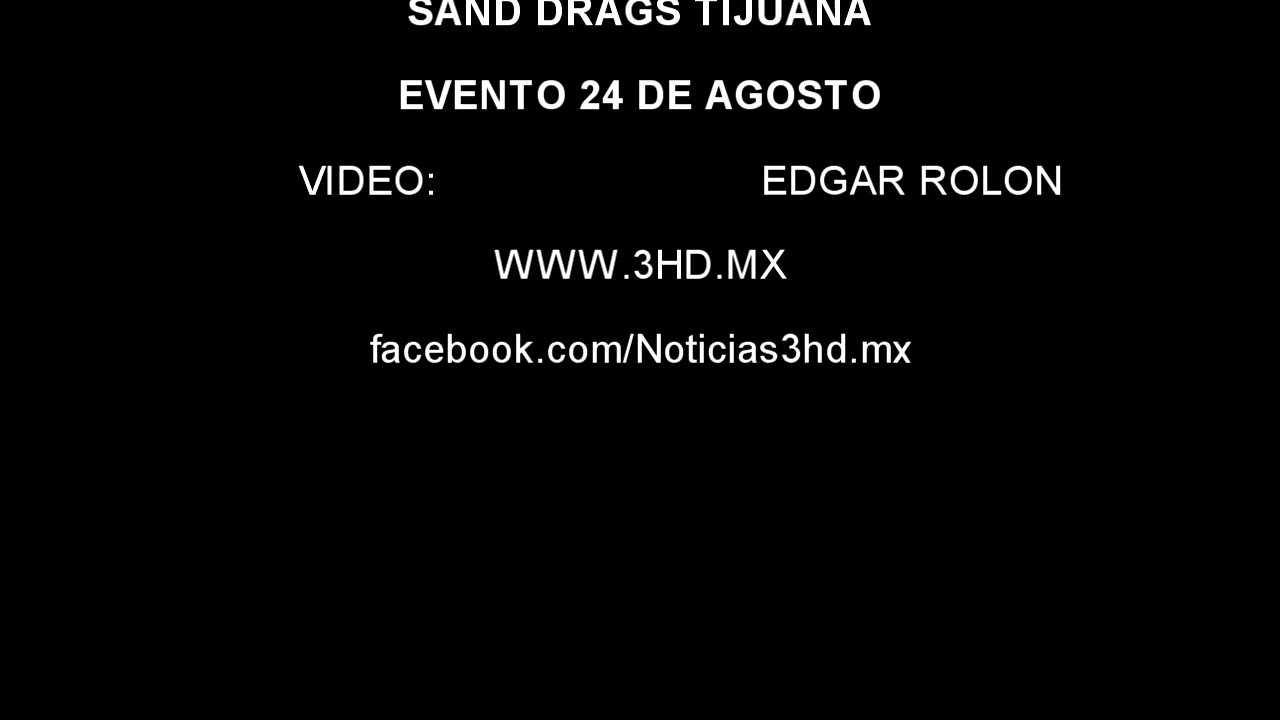 SAND DRAGS TIJUANA
EVENTO 24 DE AGOSTO
VIDEO: EDGAR ROLON
WWW.3HD.MX
facebook.com/Noticias3hd.mx